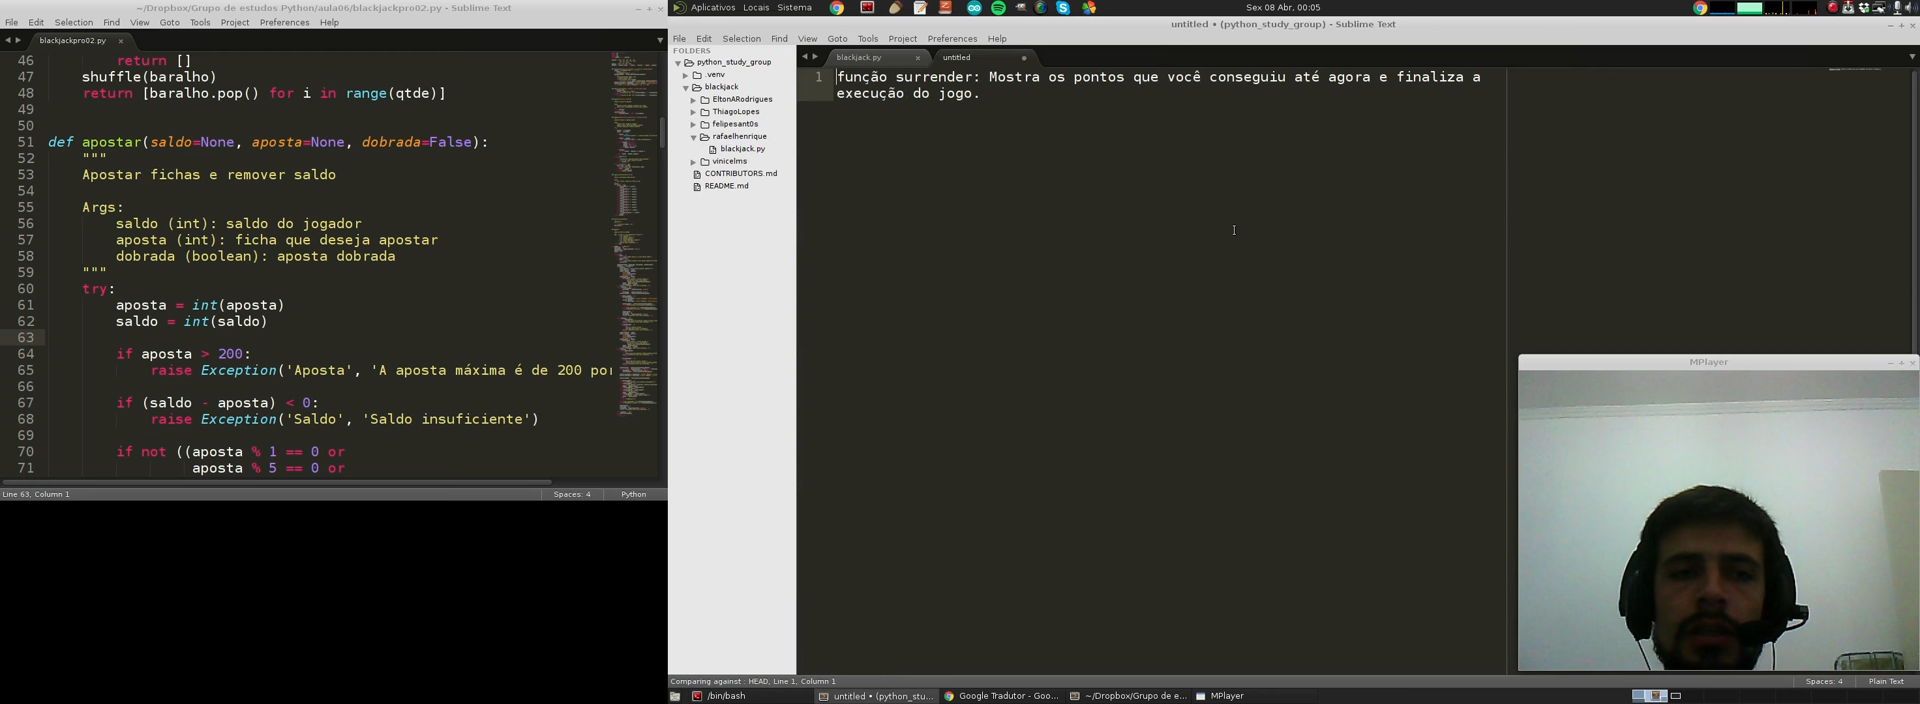 ~/Dropbox/Grupo de estudos Python/aula06/blackjackpro02.py - Sublime Text
File Edit Selection Find View Goto Tools Project Preferences Help
blackjackpro02.py ×
46 return []
47 shuffle(baralho)
48 return [baralho.pop() for i in range(qtde)]
49
50
51 def apostar(saldo=None, aposta=None, dobrada=False):
52 """
53 Apostar fichas e remover saldo
54
55 Args:
56 saldo (int): saldo do jogador
57 aposta (int): ficha que deseja apostar
58 dobrada (boolean): aposta dobrada
59 """
60 try:
61 aposta = int(aposta)
62 saldo = int(saldo)
63
64 if aposta > 200:
65 raise Exception('Aposta', 'A aposta máxima é de 200 por
66
67 if (saldo - aposta) < 0:
68 raise Exception('Saldo', 'Saldo insuficiente')
69
70 if not ((aposta % 1 == 0 or
71 aposta % 5 == 0 or
Line 63, Column 1 Spaces: 4 Python
Aplicativos Locais Sistema Sex 08 Abr, 00:05
untitled • (python_study_group) - Sublime Text
File Edit Selection Find View Goto Tools Project Preferences Help
FOLDERS
python_study_group
.venv
blackjack
EltonARodrigues
ThiagoLopes
felipesant0s
rafaelhenrique
blackjack.py
vinicelms
CONTRIBUTORS.md
README.md
blackjack.py × untitled
1 função surrender: Mostra os pontos que você conseguiu até agora e finaliza a
execução do jogo.
MPlayer
Comparing against : HEAD, Line 1, Column 1 Spaces: 4 Plain Text
/bin/bash untitled • (python_stu... Google Tradutor - Goo... ~/Dropbox/Grupo de e... MPlayer